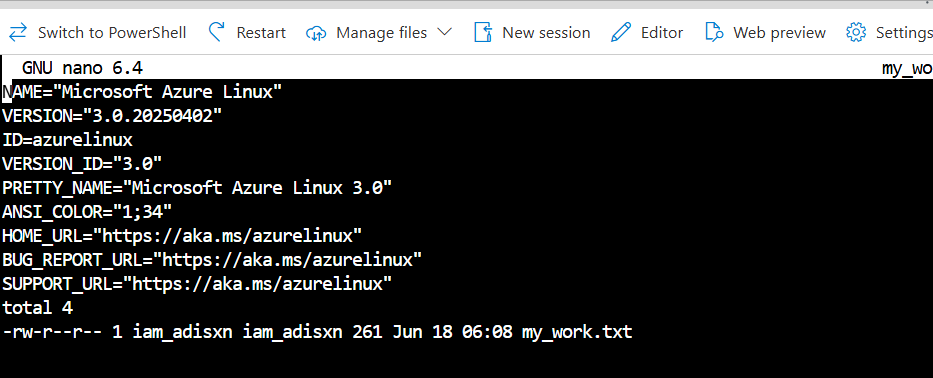 Switch to PowerShell Restart Manage files New session Editor Web preview Settings
GNU nano 6.4 my_wo
NAME="Microsoft Azure Linux"
VERSION="3.0.20250402"
ID=azurelinux
VERSION_ID="3.0"
PRETTY_NAME="Microsoft Azure Linux 3.0"
ANSI_COLOR="1;34"
HOME_URL="https://aka.ms/azurelinux"
BUG_REPORT_URL="https://aka.ms/azurelinux"
SUPPORT_URL="https://aka.ms/azurelinux"
total 4
-rw-r--r-- 1 iam_adisxn iam_adisxn 261 Jun 18 06:08 my_work.txt